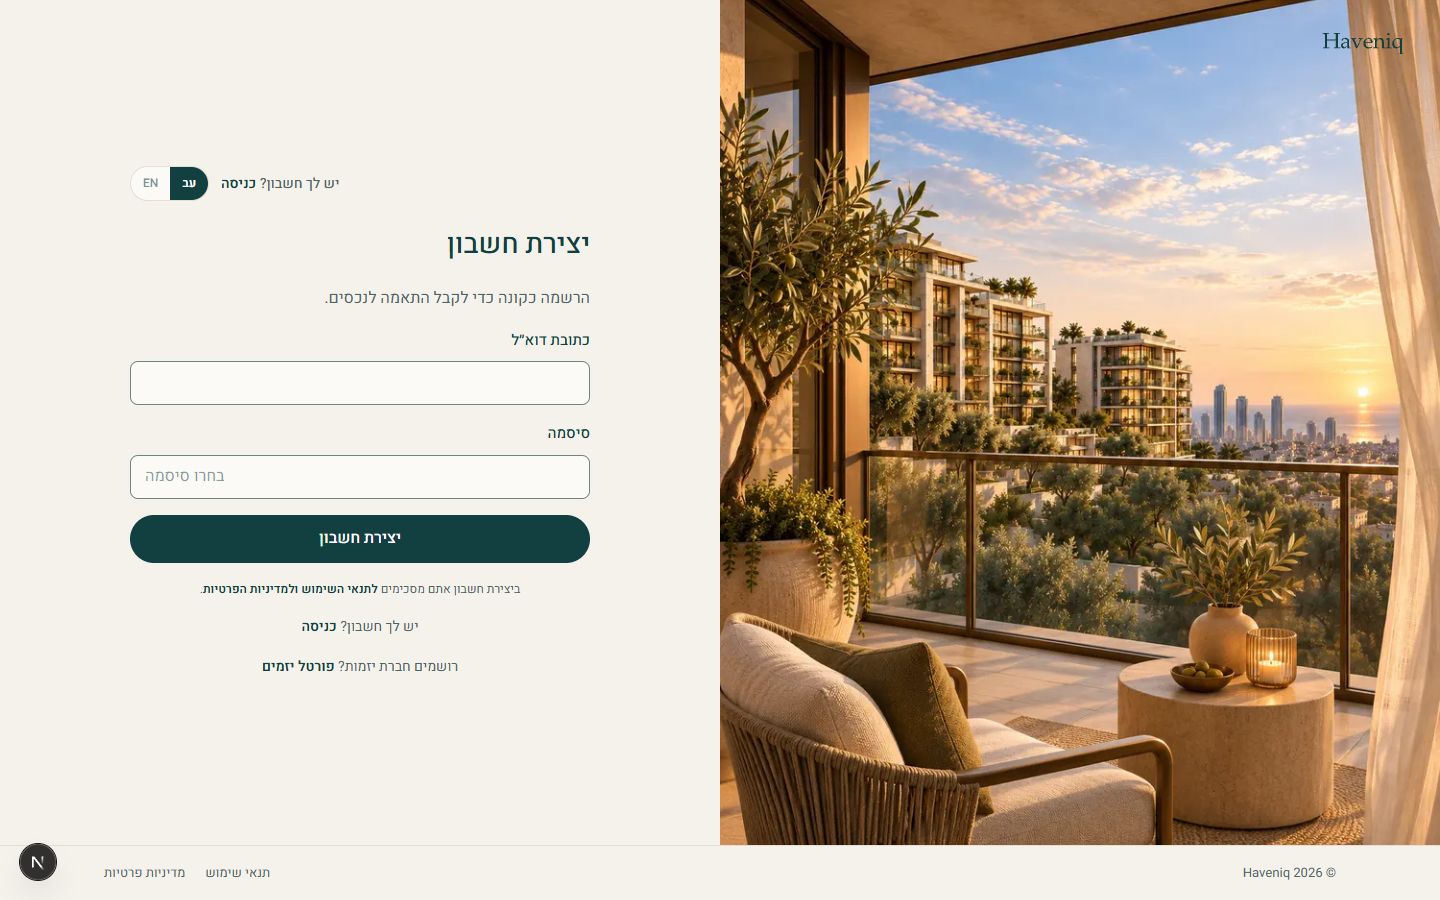 Haveniq
יש לך חשבון? כניסה
עב EN
יצירת חשבון
הרשמה כקונה כדי לקבל התאמה לנכסים.
כתובת דוא״ל
סיסמה
בחרו סיסמה
יצירת חשבון
ביצירת חשבון אתם מסכימים לתנאי השימוש ולמדיניות הפרטיות.
יש לך חשבון? כניסה
רושמים חברת יזמות? פורטל יזמים
© 2026 Haveniq
תנאי שימוש מדיניות פרטיות
N